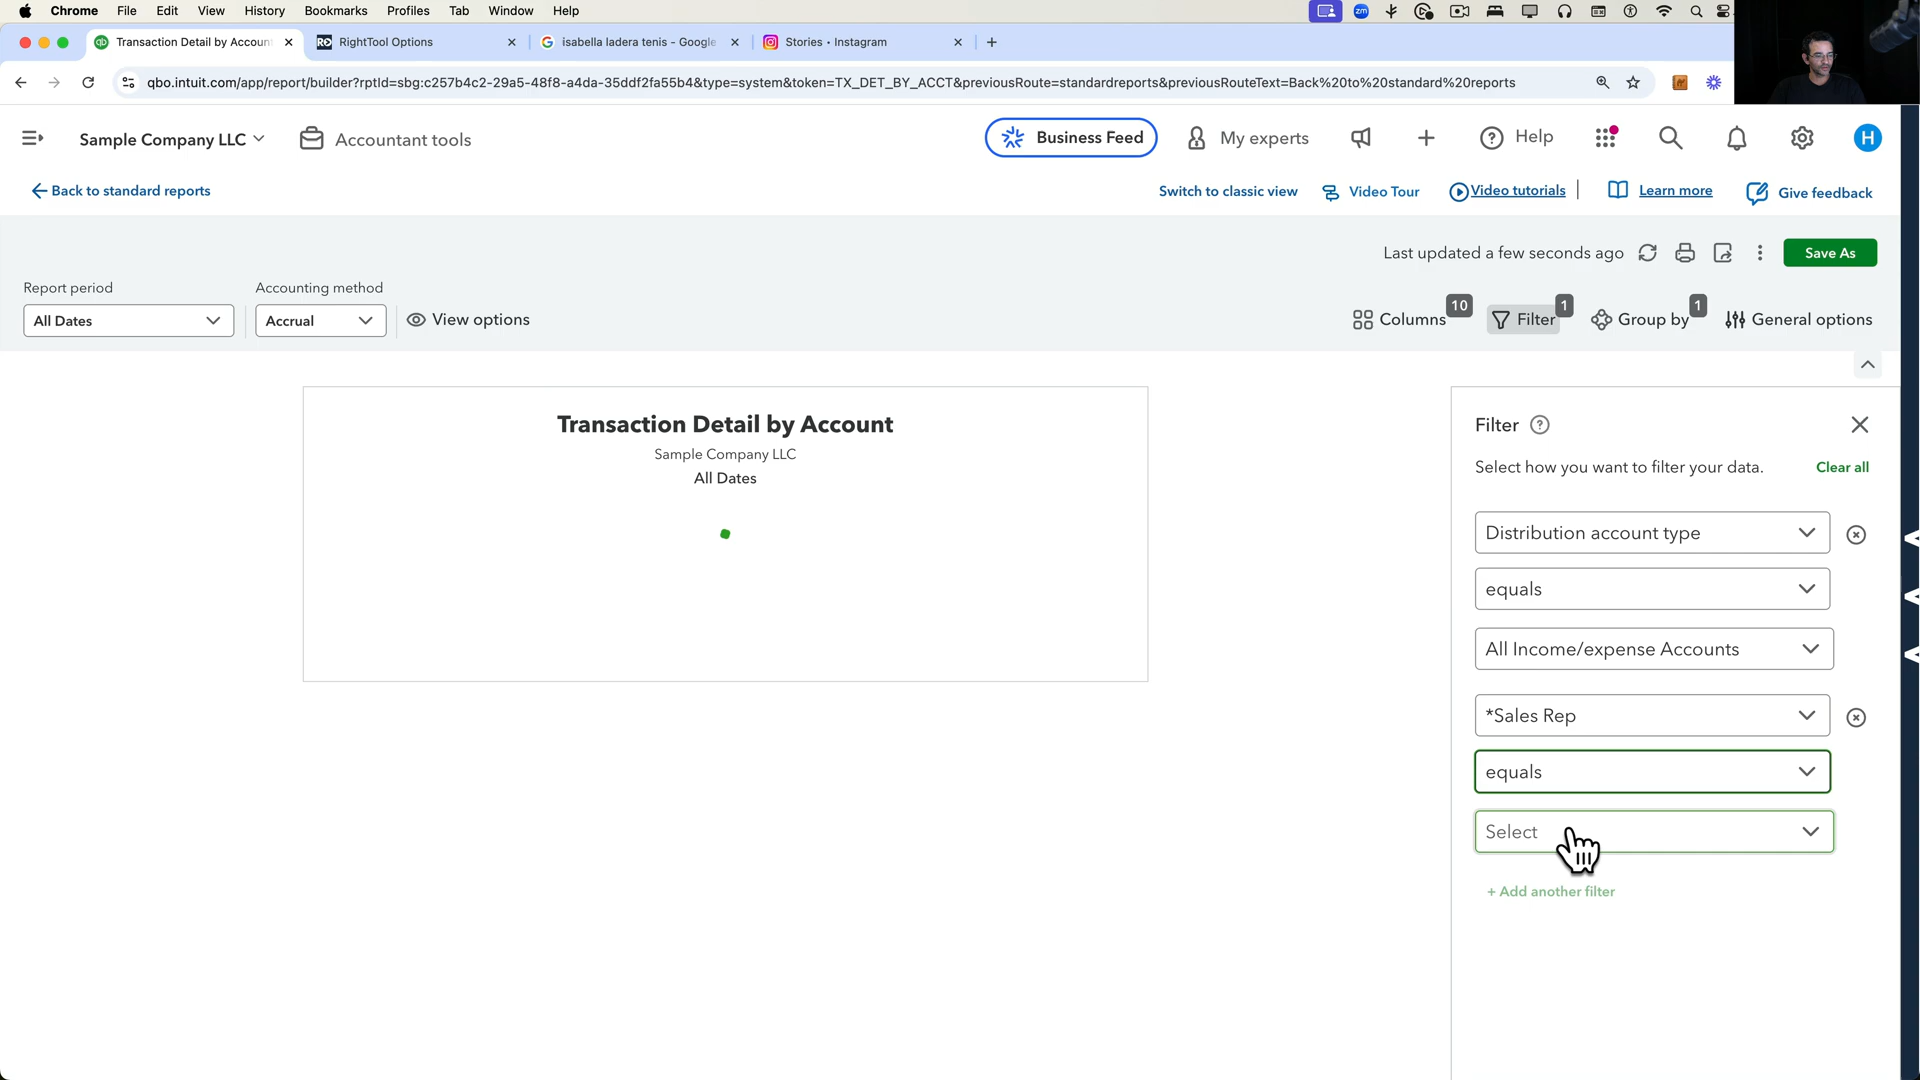 Chrome File Edit View History Bookmarks Profiles Tab Window Help
zm
qb Transaction Detail by Accoun
RightTool Options
isabella ladera tenis - Google
Stories • Instagram
qbo.intuit.com/app/report/builder?rptId=sbg:c257b4c2-29a5-48f8-a4da-35ddf2fa55b4&type=system&token=TX_DET_BY_ACCT&previousRoute=standardreports&previousRouteText=Back%20to%20standard%20reports
Sample Company LLC
Accountant tools
Business Feed
My experts
Help
H
Back to standard reports
Switch to classic view
Video Tour
Video tutorials
Learn more
Give feedback
Last updated a few seconds ago
Save As
Report period
Accounting method
All Dates
Accrual
View options
Columns 10
Filter 1
Group by 1
General options
Transaction Detail by Account
Sample Company LLC
All Dates
Filter
Select how you want to filter your data.
Clear all
Distribution account type
equals
All Income/expense Accounts
*Sales Rep
equals
Select
+ Add another filter